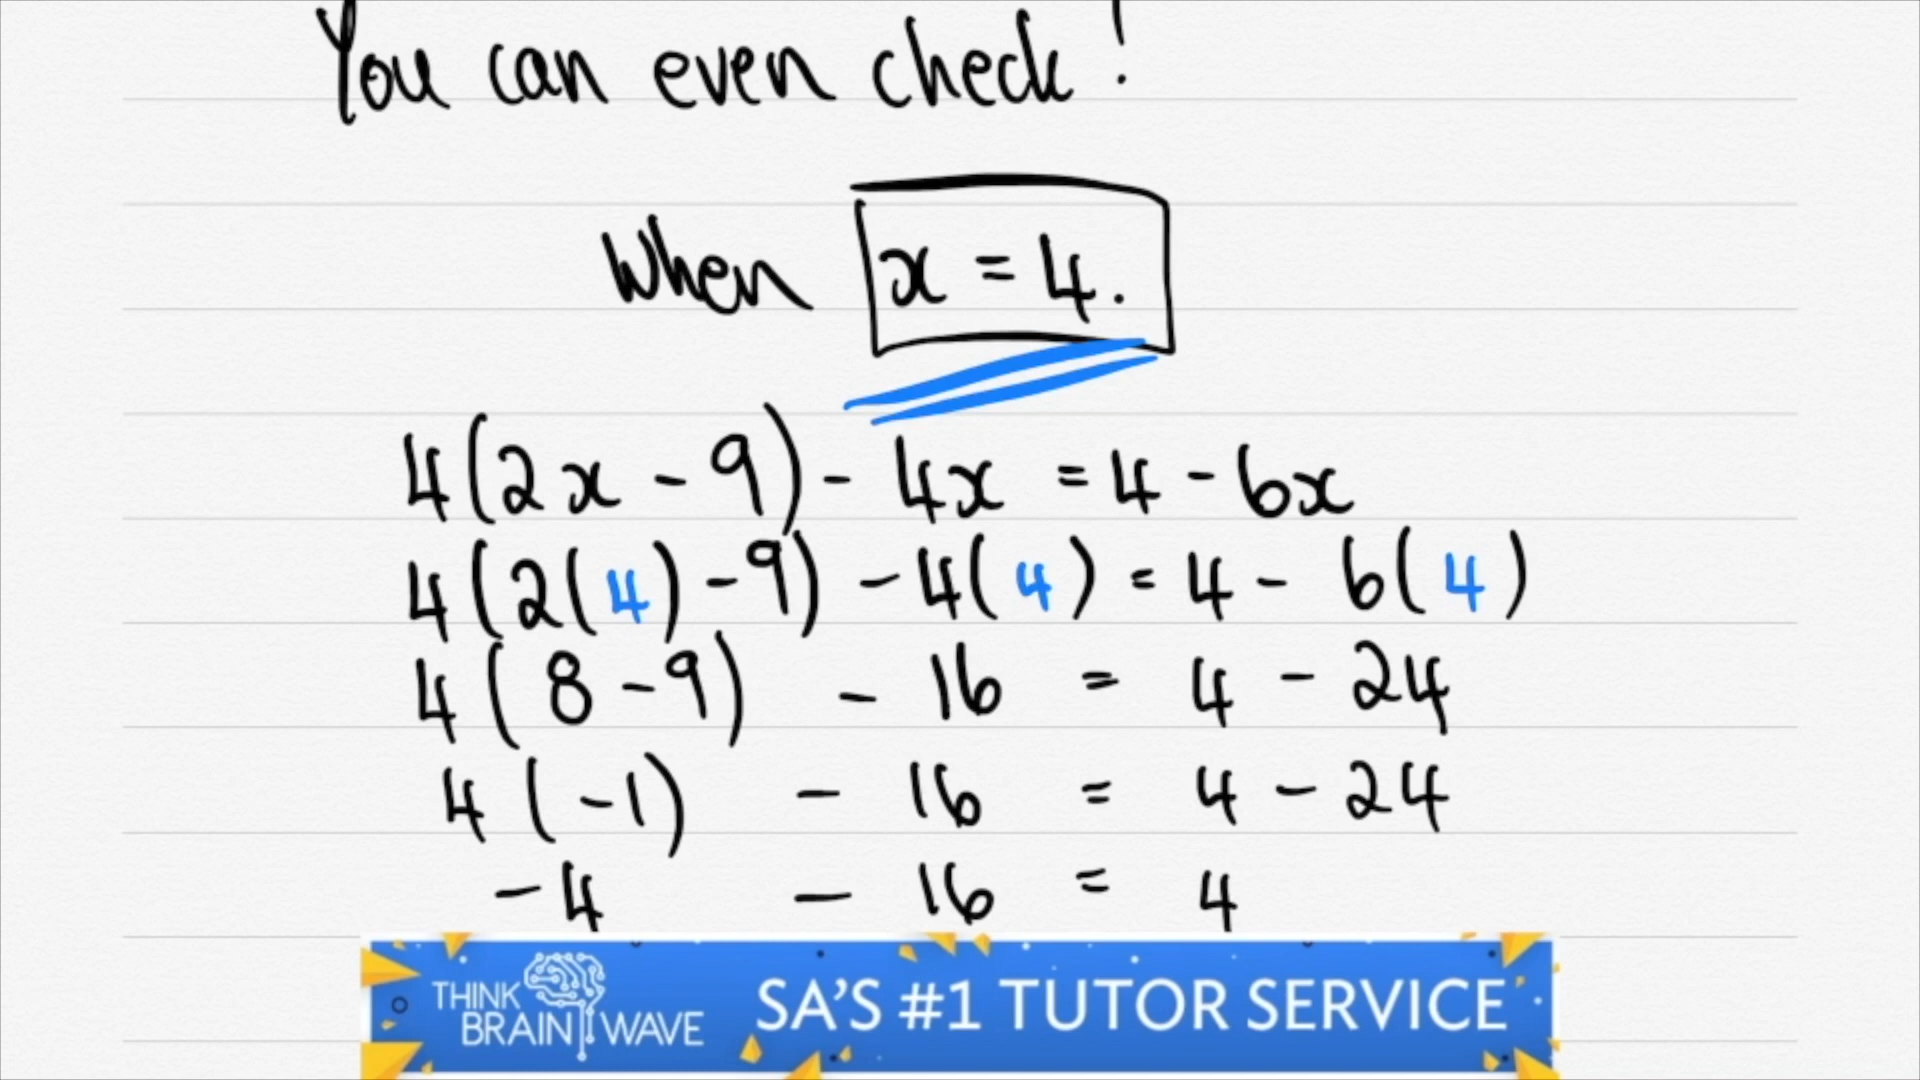 You can even check!
When x = 4.
4(2x - 9) - 4x = 4 - 6x
4(2(4) - 9) - 4(4) = 4 - 6(4)
4(8 - 9) - 16 = 4 - 24
4(-1) - 16 = 4 - 24
-4 - 16 = 4
THINK BRAIN WAVE
SA'S #1 TUTOR SERVICE